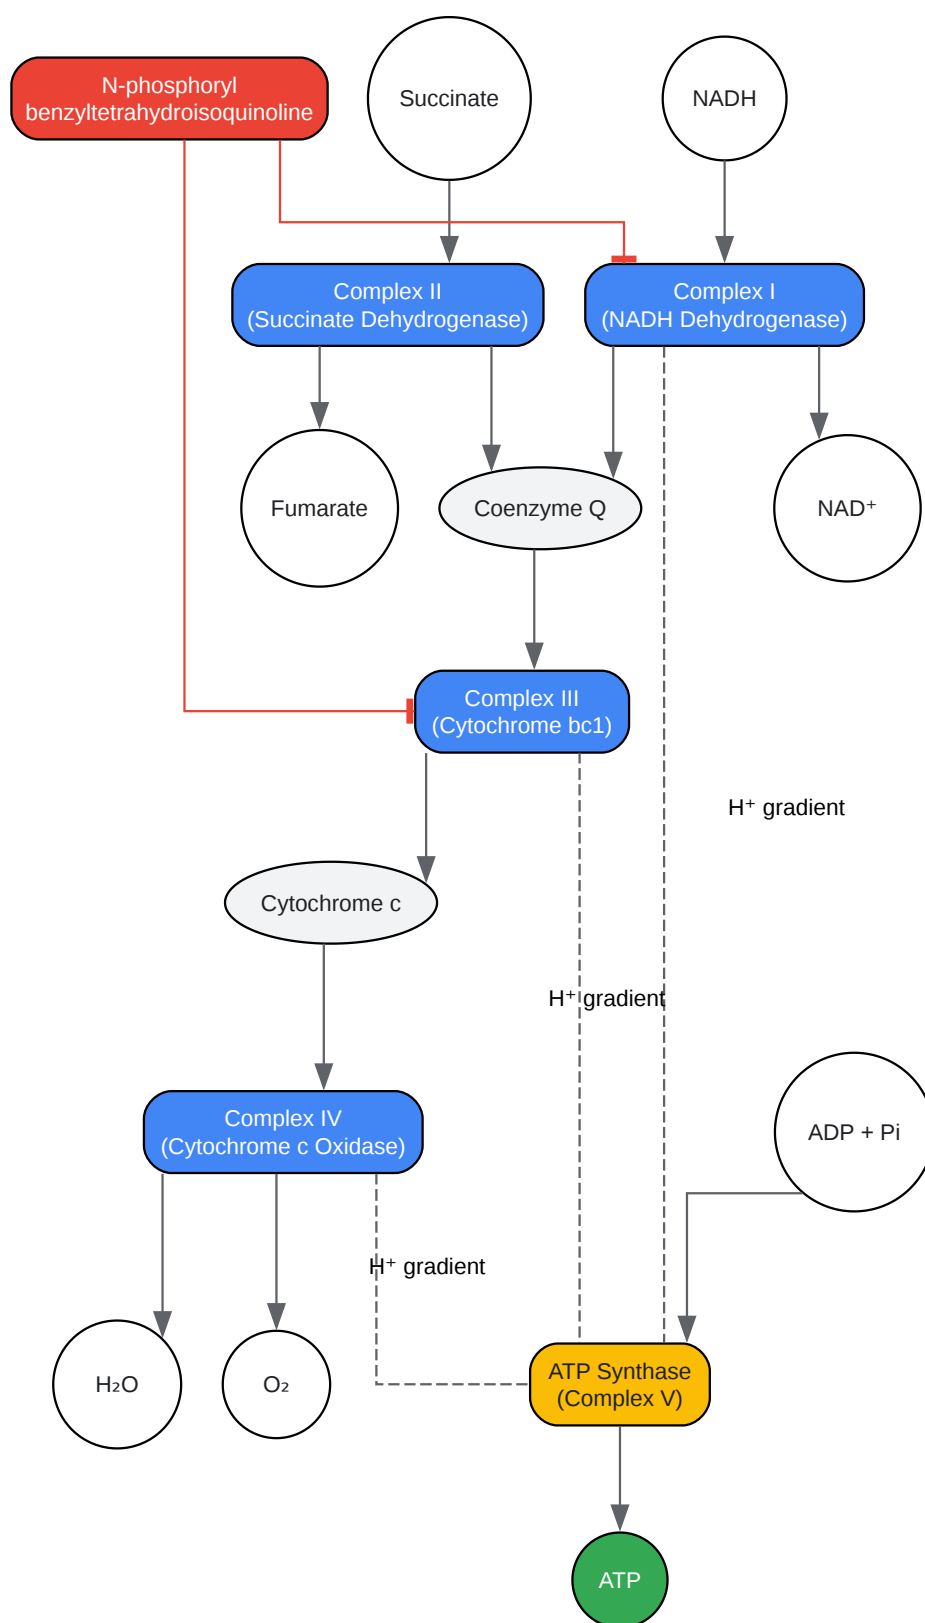 N-phosphoryl
benzyltetrahydroisoquinoline
Succinate
NADH
Complex II
(Succinate Dehydrogenase)
Complex I
(NADH Dehydrogenase)
Fumarate
Coenzyme Q
NAD⁺
Complex III
(Cytochrome bc1)
H⁺ gradient
Cytochrome c
H⁺ gradient
Complex IV
(Cytochrome c Oxidase)
ADP + Pi
H⁺ gradient
H₂O
O₂
ATP Synthase
(Complex V)
ATP